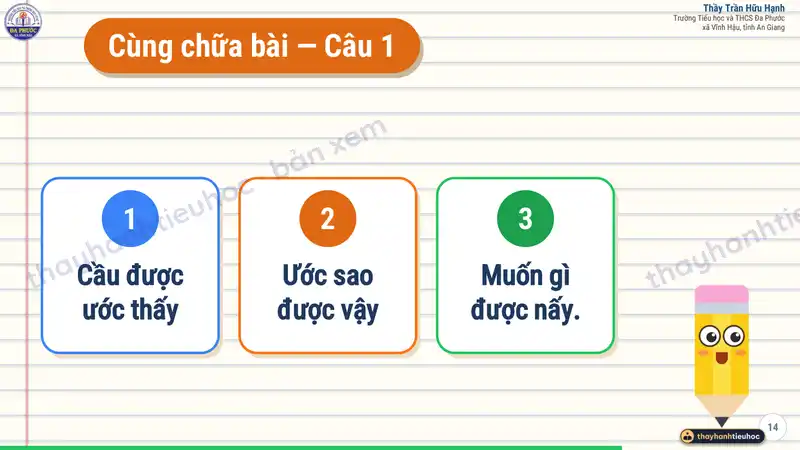 Thầy Trần Hữu Hạnh
Trường Tiểu học và THCS Đa Phước
xã Vĩnh Hậu, tỉnh An Giang
ĐA PHƯỚC
Cùng chữa bài – Câu 1
1
Cầu được
ước thấy
2
Ước sao
được vậy
3
Muốn gì
được nấy.
thayhanhtieuhoc - bản xem
thayhanhtie
thayhanhtieuhoc
14